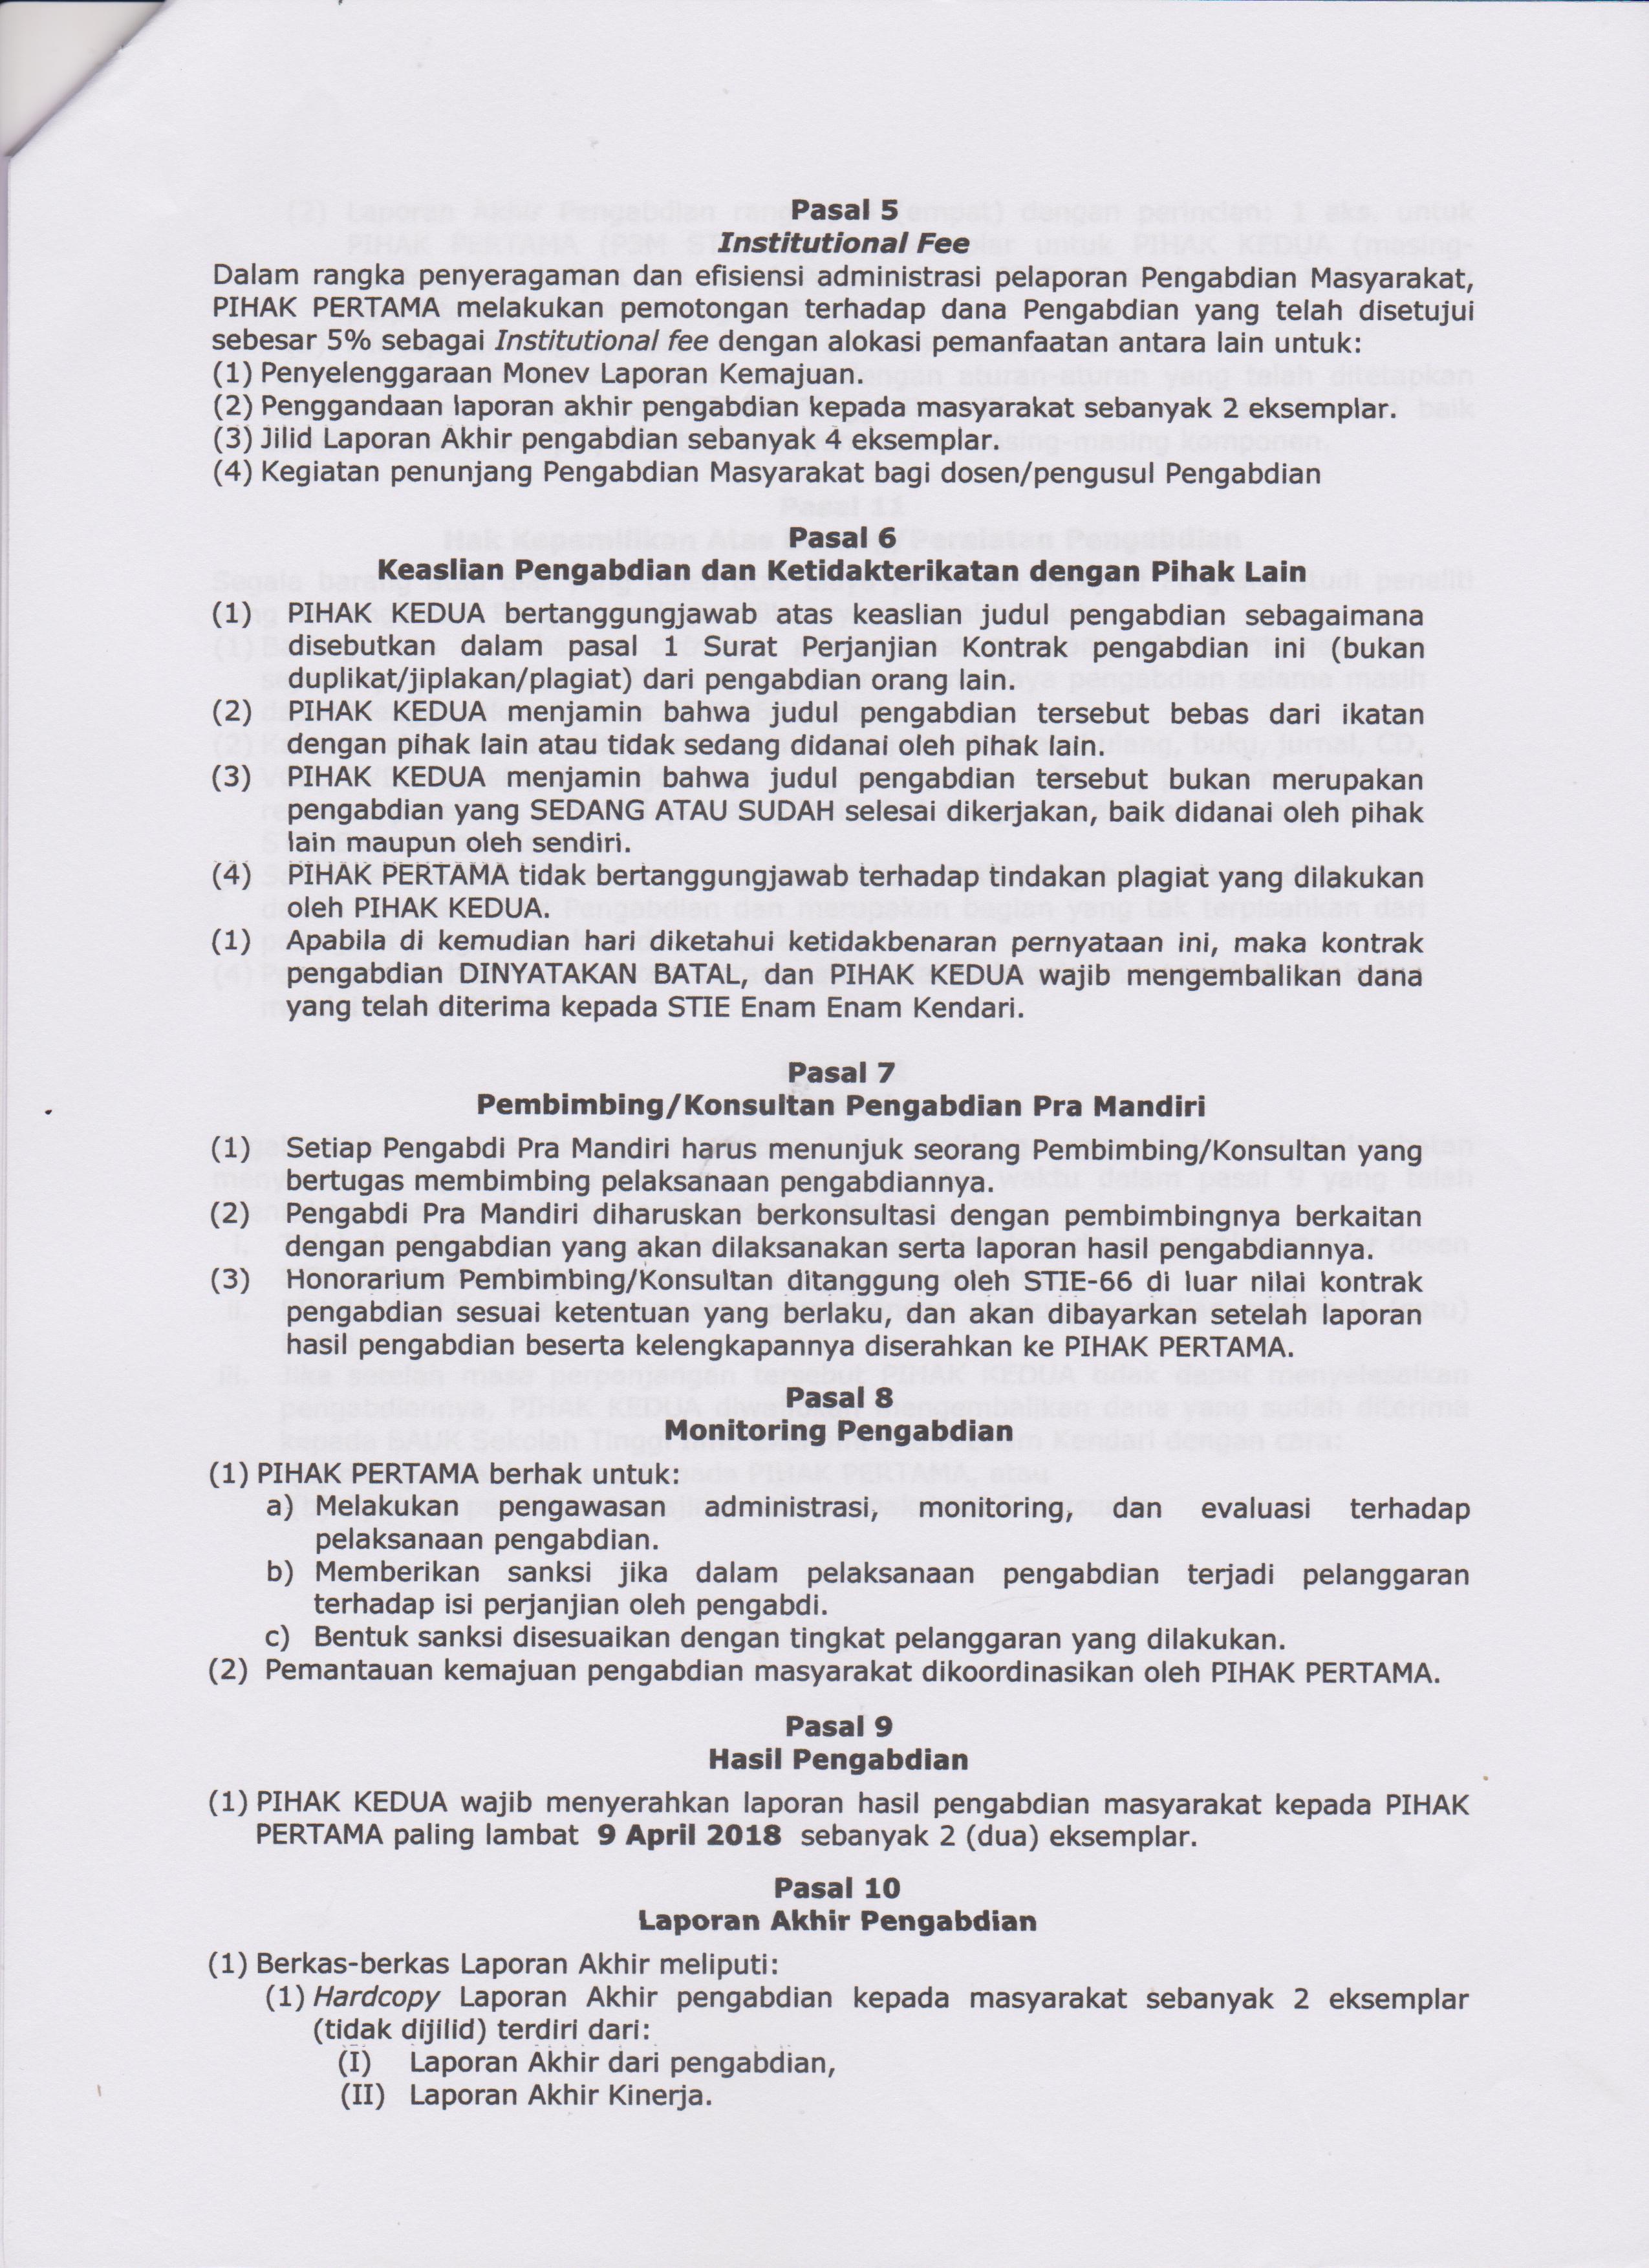 Pasal 5
Institutional Fee
Dalam rangka penyeragaman dan efisiensi administrasi pelaporan Pengabdian Masyarakat,
PIHAK PERTAMA melakukan pemotongan terhadap dana Pengabdian yang telah disetujui
sebesar 5% sebagai Institutional fee dengan alokasi pemanfaatan antara lain untuk:
(1) Penyelenggaraan Monev Laporan Kemajuan.
(2) Penggandaan laporan akhir pengabdian kepada masyarakat sebanyak 2 eksemplar.
(3) Jilid Laporan Akhir pengabdian sebanyak 4 eksemplar.
(4) Kegiatan penunjang Pengabdian Masyarakat bagi dosen/pengusul Pengabdian
Pasal 6
Keaslian Pengabdian dan Ketidakterikatan dengan Pihak Lain
(1) PIHAK KEDUA bertanggungjawab atas keaslian judul pengabdian sebagaimana
disebutkan dalam pasal 1 Surat Perjanjian Kontrak pengabdian ini (bukan
duplikat/jiplakan/plagiat) dari pengabdian orang lain.
(2) PIHAK KEDUA menjamin bahwa judul pengabdian tersebut bebas dari ikatan
dengan pihak lain atau tidak sedang didanai oleh pihak lain.
(3) PIHAK KEDUA menjamin bahwa judul pengabdian tersebut bukan merupakan
pengabdian yang SEDANG ATAU SUDAH selesai dikerjakan, baik didanai oleh pihak
lain maupun oleh sendiri.
(4) PIHAK PERTAMA tidak bertanggungjawab terhadap tindakan plagiat yang dilakukan
oleh PIHAK KEDUA.
(1) Apabila di kemudian hari diketahui ketidakbenaran pernyataan ini, maka kontrak
pengabdian DINYATAKAN BATAL, dan PIHAK KEDUA wajib mengembalikan dana
yang telah diterima kepada STIE Enam Enam Kendari.
Pasal 7
Pembimbing/Konsultan Pengabdian Pra Mandiri
(1) Setiap Pengabdi Pra Mandiri harus menunjuk seorang Pembimbing/Konsultan yang
bertugas membimbing pelaksanaan pengabdiannya.
(2) Pengabdi Pra Mandiri diharuskan berkonsultasi dengan pembimbingnya berkaitan
dengan pengabdian yang akan dilaksanakan serta laporan hasil pengabdiannya.
(3) Honorarium Pembimbing/Konsultan ditanggung oleh STIE-66 di luar nilai kontrak
pengabdian sesuai ketentuan yang berlaku, dan akan dibayarkan setelah laporan
hasil pengabdian beserta kelengkapannya diserahkan ke PIHAK PERTAMA.
Pasal 8
Monitoring Pengabdian
(1) PIHAK PERTAMA berhak untuk:
a) Melakukan pengawasan administrasi, monitoring, dan evaluasi terhadap
pelaksanaan pengabdian.
b) Memberikan sanksi jika dalam pelaksanaan pengabdian terjadi pelanggaran
terhadap isi perjanjian oleh pengabdi.
c) Bentuk sanksi disesuaikan dengan tingkat pelanggaran yang dilakukan.
(2) Pemantauan kemajuan pengabdian masyarakat dikoordinasikan oleh PIHAK PERTAMA.
Pasal 9
Hasil Pengabdian
(1) PIHAK KEDUA wajib menyerahkan laporan hasil pengabdian masyarakat kepada PIHAK
PERTAMA paling lambat 9 April 2018 sebanyak 2 (dua) eksemplar.
Pasal 10
Laporan Akhir Pengabdian
(1) Berkas-berkas Laporan Akhir meliputi:
(1) Hardcopy Laporan Akhir pengabdian kepada masyarakat sebanyak 2 eksemplar
(tidak dijilid) terdiri dari:
(I) Laporan Akhir dari pengabdian,
(II) Laporan Akhir Kinerja.